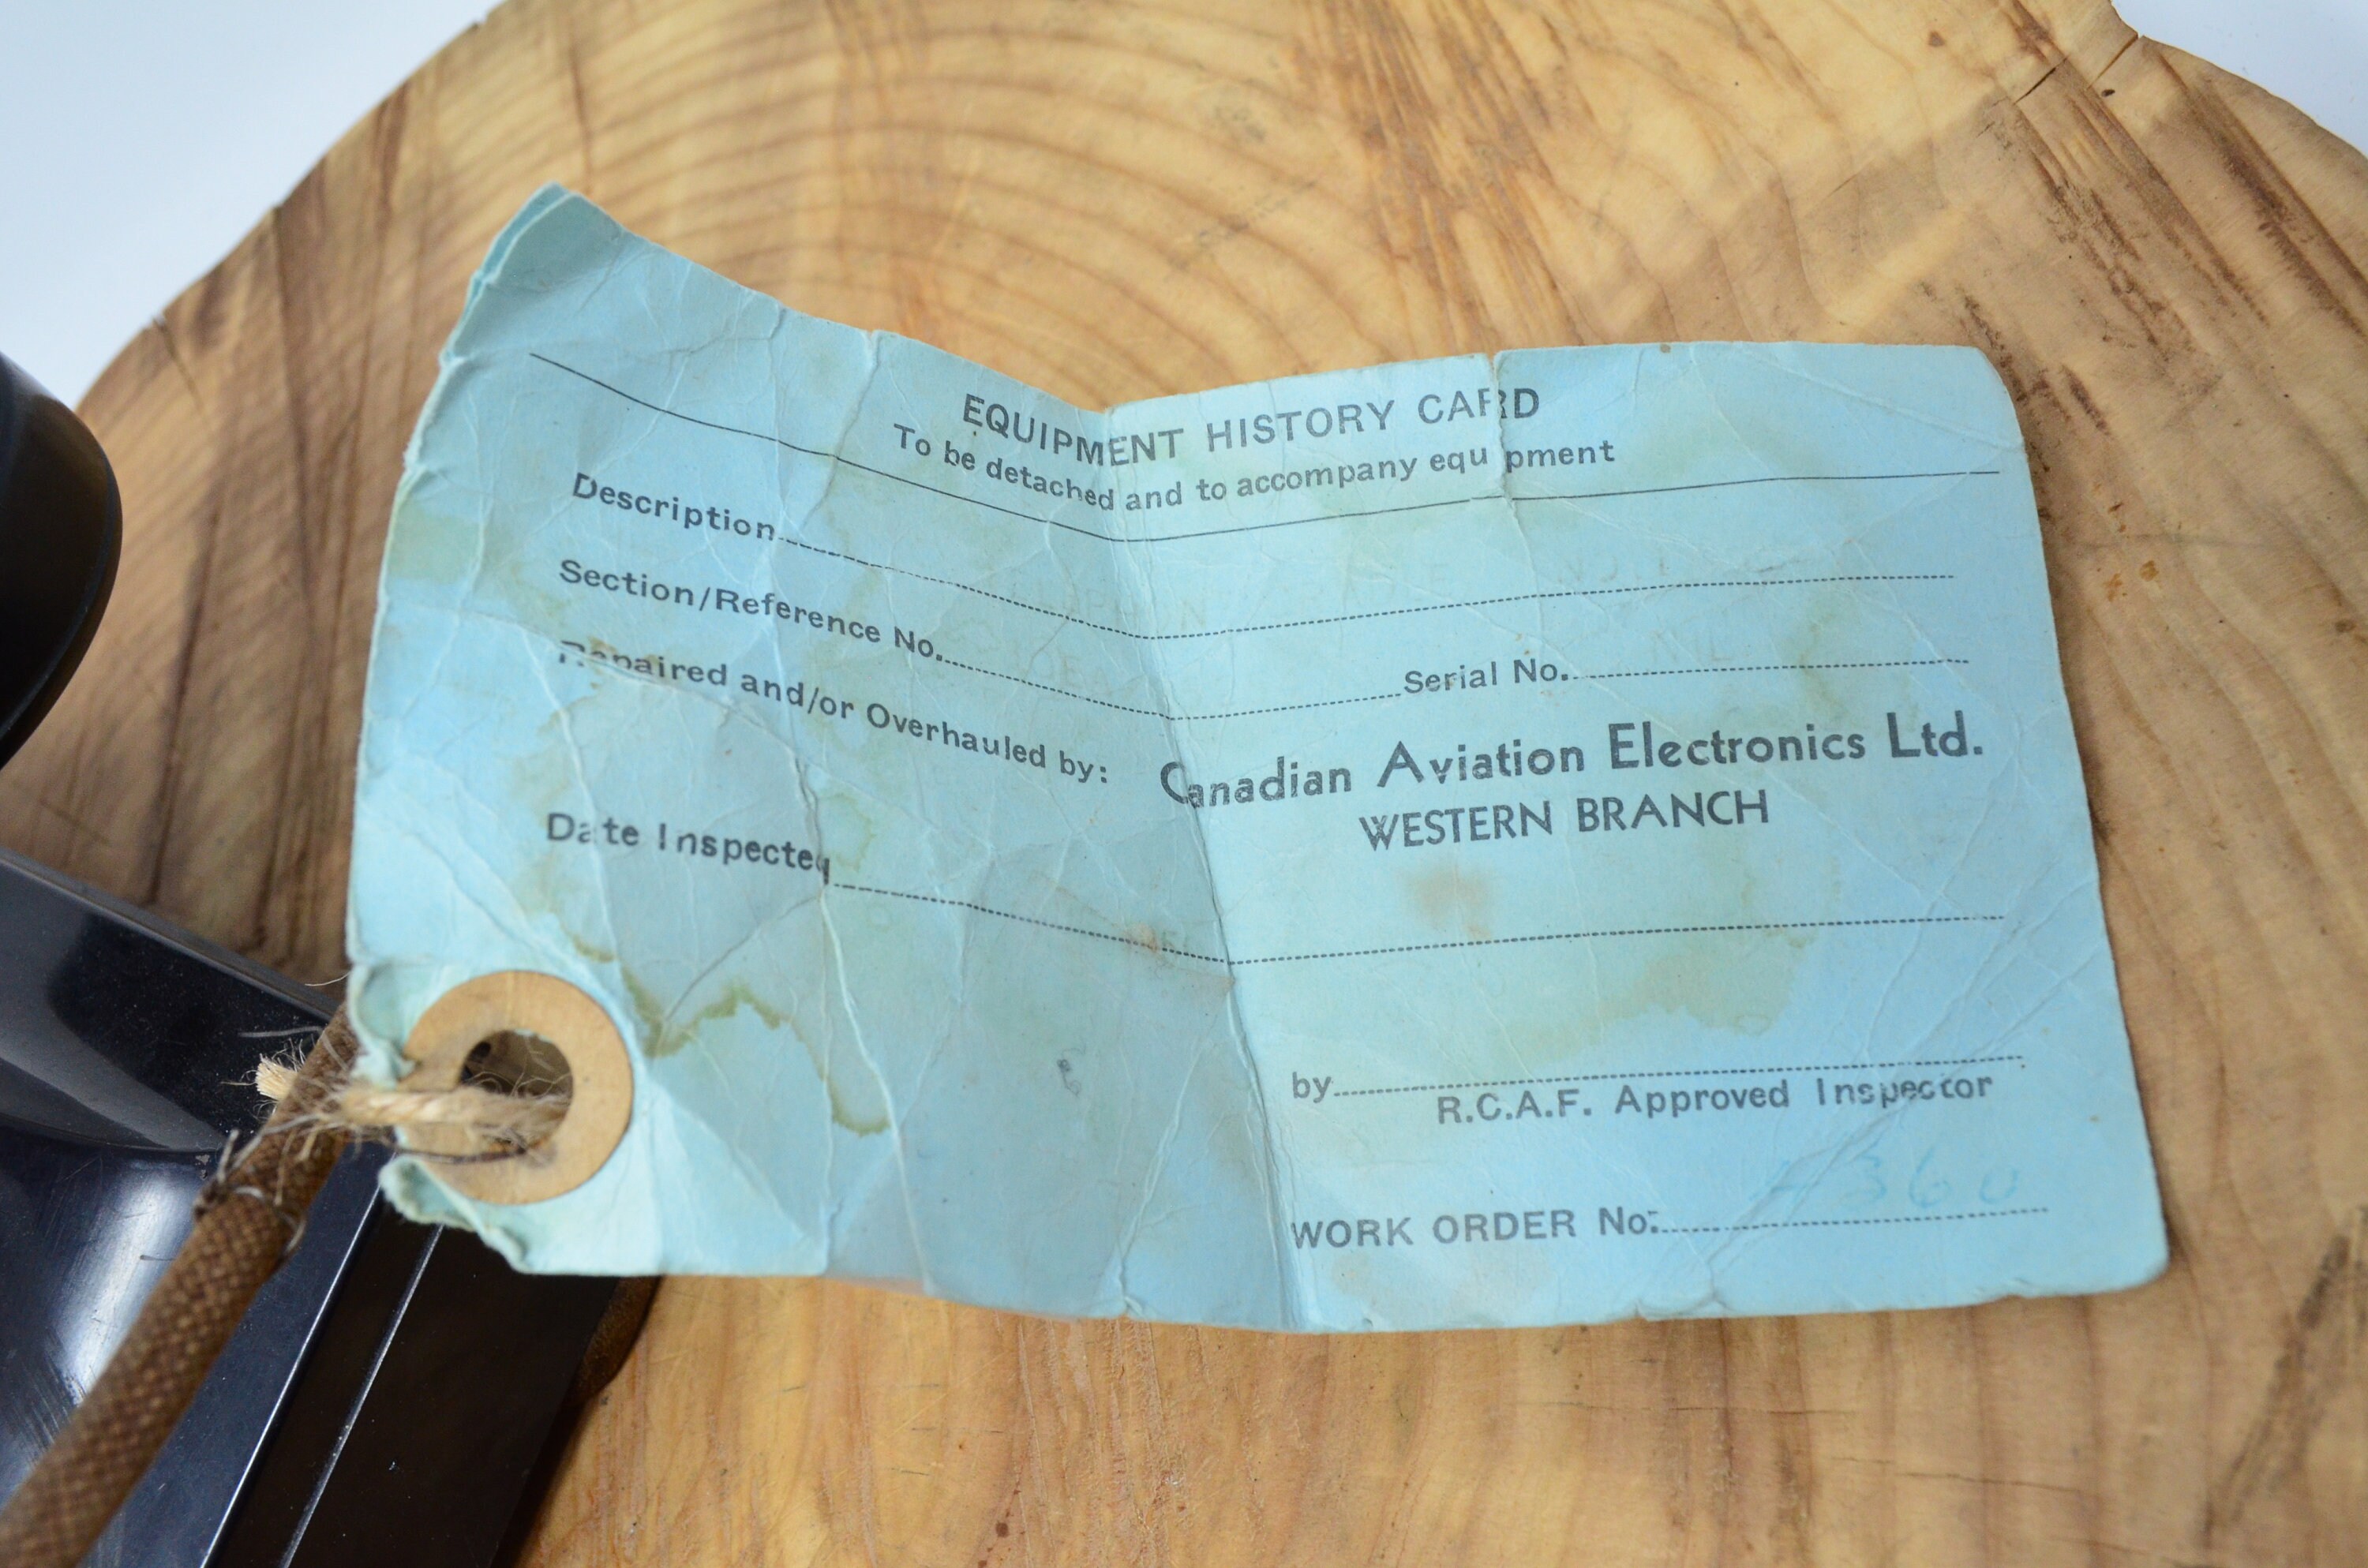 EQUIPMENT HISTORY CARD
To be detached and to accompany equipment
Description
Section/Reference No. Serial No.
Repaired and/or Overhauled by: Canadian Aviation Electronics Ltd.
WESTERN BRANCH
Date Inspected
by
R.C.A.F. Approved Inspector
WORK ORDER No.